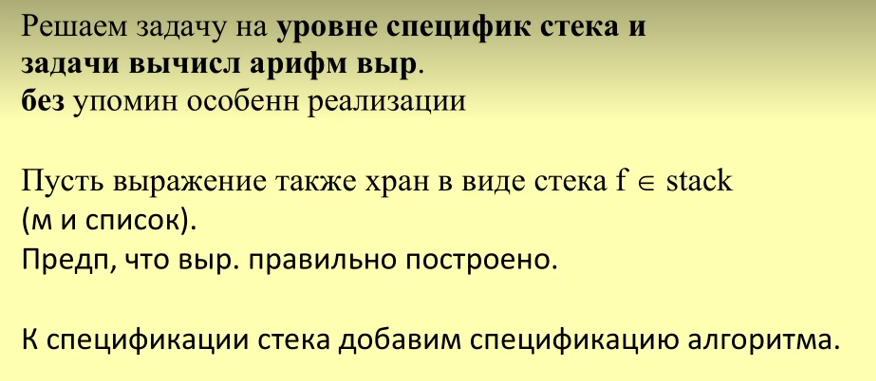 Решаем задачу на уровне специфик стека и
задачи вычисл арифм выр.
без упомин особенн реализации
Пусть выражение также хран в виде стека f ∈ stack
(м и список).
Предп, что выр. правильно построено.
К спецификации стека добавим спецификацию алгоритма.